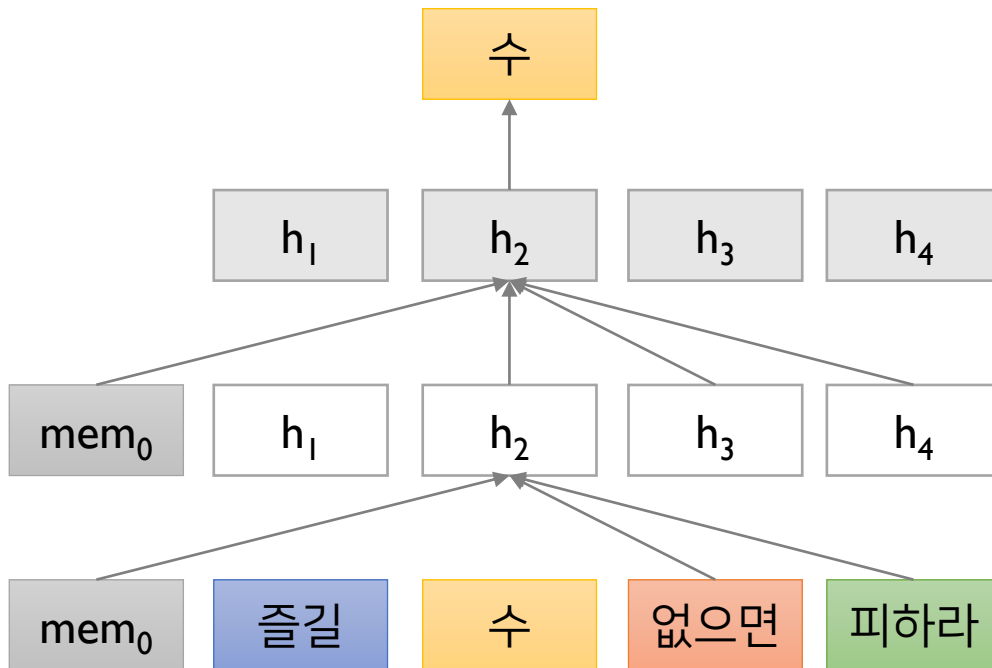 수
h₁ h₂ h₃ h₄
mem₀ h₁ h₂ h₃ h₄
mem₀ 즐길 수 없으면 피하라